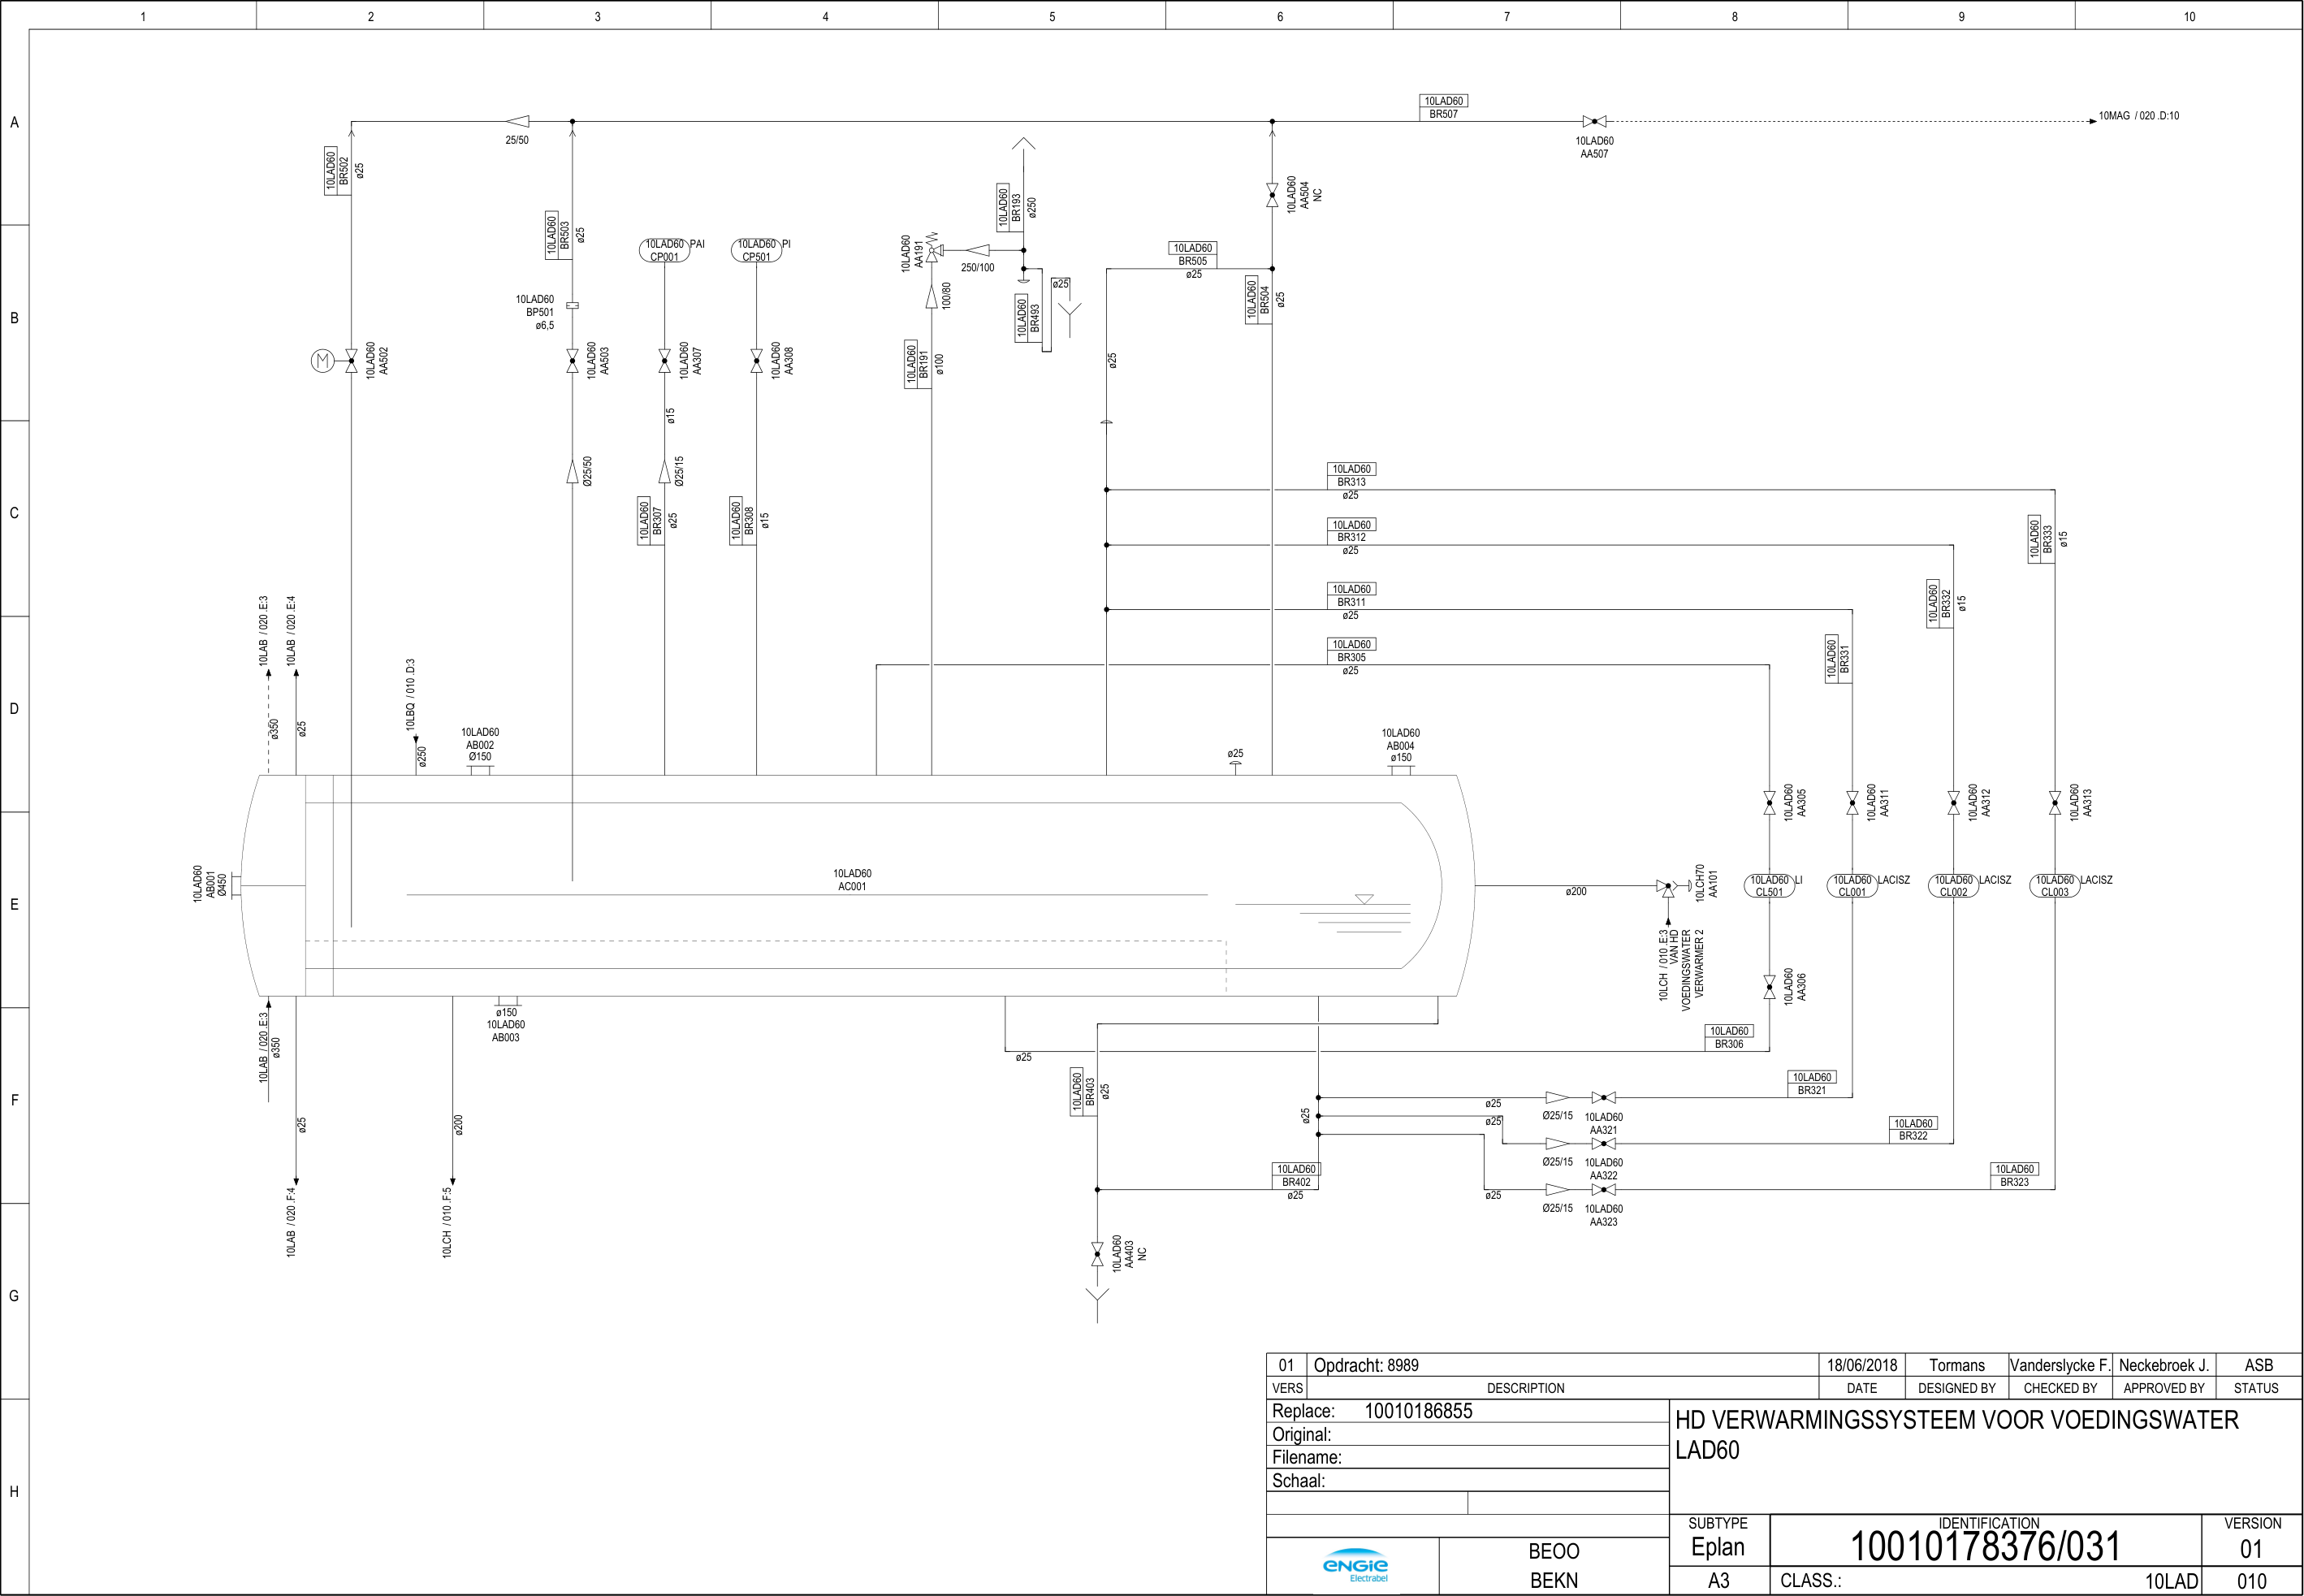 1 2 3 4 5 6 7 8 9 10
A
B
C
D
E
F
G
H
10LAD60
BR507
10MAG / 020 .D:10
10LAD60
AA507
25/50
10LAD60
BR502
ø25
10LAD60
BR503
ø25
10LAD60
BR193
ø250
10LAD60
AA504
NC
10LAD60 PAI
CP001
10LAD60 PI
CP501
10LAD60
AA191
250/100
10LAD60
BR505
ø25
10LAD60
BR504
ø25
10LAD60
BP501
ø6,5
100/80
10LAD60
BR493
ø25
10LAD60
AA502
M
10LAD60
AA503
10LAD60
AA307
10LAD60
AA308
10LAD60
BR191
ø100
ø25
ø15
Ø25/50
Ø25/15
10LAD60
BR307
ø25
10LAD60
BR308
ø15
10LAD60
BR313
ø25
10LAD60
BR312
ø25
10LAD60
BR311
ø25
10LAD60
BR305
ø25
10LAD60
BR333
ø15
10LAD60
BR332
ø15
10LAD60
BR331
10LAB / 020 .E:3
ø350
10LAB / 020 .E:4
ø25
10LBQ / 010 .D:3
ø250
10LAD60
AB002
Ø150
ø25
10LAD60
AB004
ø150
10LAD60
AA305
10LAD60
AA311
10LAD60
AA312
10LAD60
AA313
10LAD60
AB001
Ø450
10LAD60
AC001
ø200
10LCH70
AA101
10LAD60 LI
CL501
10LAD60 LACISZ
CL001
10LAD60 LACISZ
CL002
10LAD60 LACISZ
CL003
10LCH / 010 .E:3
VAN HD
VOEDINGSWATER
VERWARMER 2
10LAD60
AA306
10LAB / 020 .E:3
ø350
ø150
10LAD60
AB003
10LAD60
BR306
ø25
10LAD60
BR403
ø25
10LAD60
BR321
ø25
Ø25/15
10LAD60
AA321
ø25
ø25
ø25
ø200
10LAD60
BR322
Ø25/15
10LAD60
AA322
10LAD60
BR402
ø25
10LAD60
BR323
ø25
Ø25/15
10LAD60
AA323
10LAB / 020 .F:4
10LCH / 010 .F:5
10LAD60
AA403
NC
01 Opdracht: 8989 18/06/2018 Tormans Vanderslycke F. Neckebroek J. ASB
VERS DESCRIPTION DATE DESIGNED BY CHECKED BY APPROVED BY STATUS
Replace: 10010186855
Original:
Filename:
Schaal:
HD VERWARMINGSSYSTEEM VOOR VOEDINGSWATER
LAD60
ENGIE
Electrabel
BEOO
BEKN
SUBTYPE
Eplan
A3
IDENTIFICATION
10010178376/031
CLASS.: 10LAD
VERSION
01
010